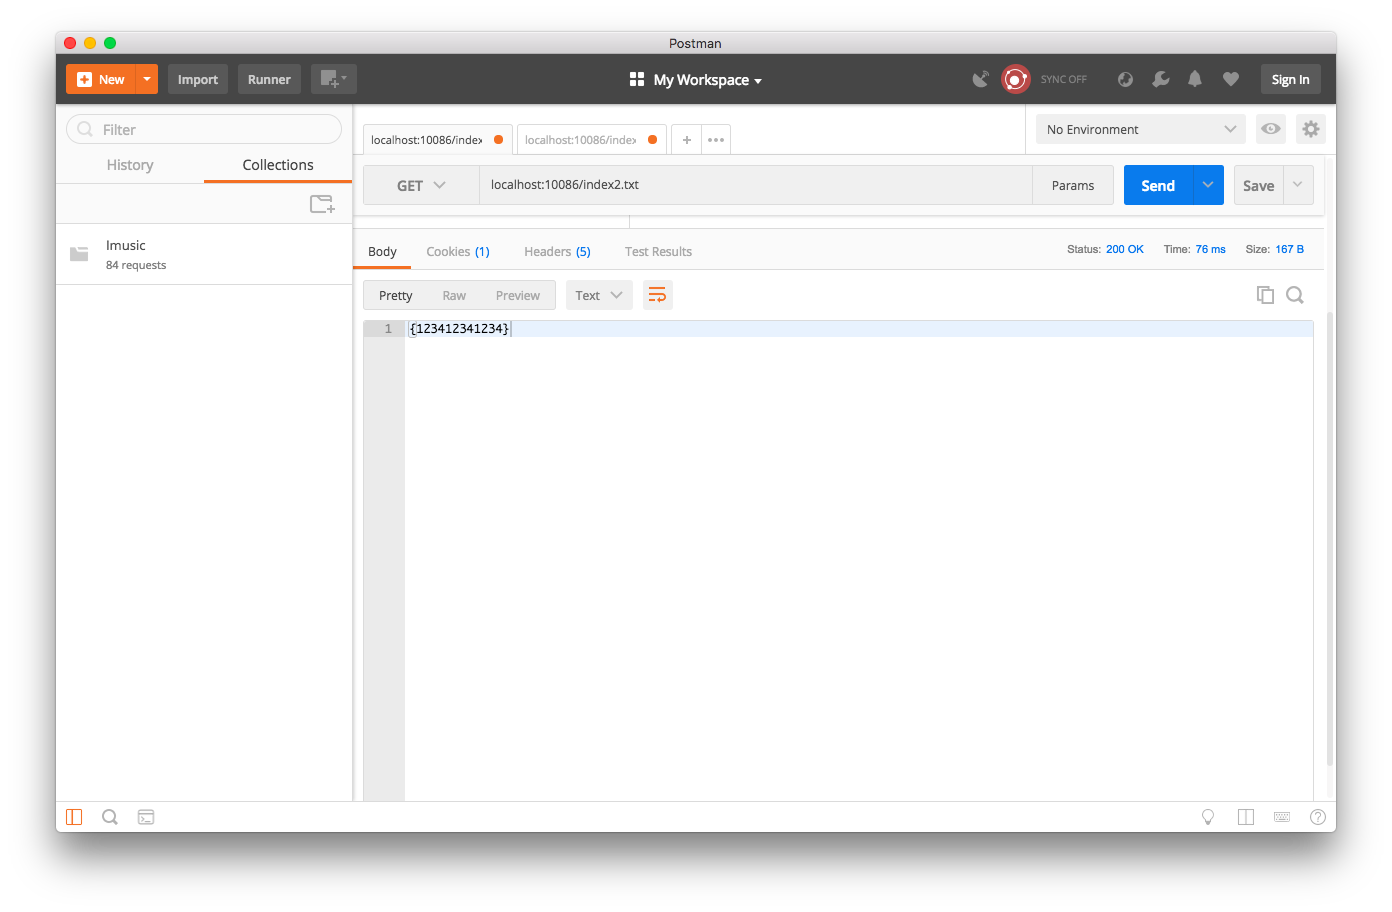 Postman
New
Import
Runner
My Workspace
SYNC OFF
Sign In
Filter
History
Collections
Imusic
84 requests
localhost:10086/index
localhost:10086/index
No Environment
GET
localhost:10086/index2.txt
Params
Send
Save
Body
Cookies (1)
Headers (5)
Test Results
Status: 200 OK
Time: 76 ms
Size: 167 B
Pretty
Raw
Preview
Text
1
{123412341234}